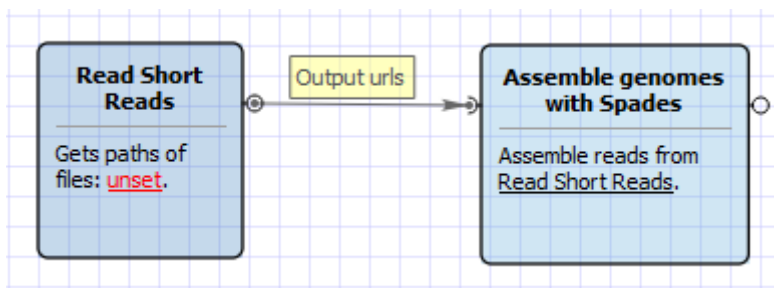 Read Short
Reads
Gets paths of
files: unset.
Output urls
Assemble genomes
with Spades
Assemble reads from
Read Short Reads.